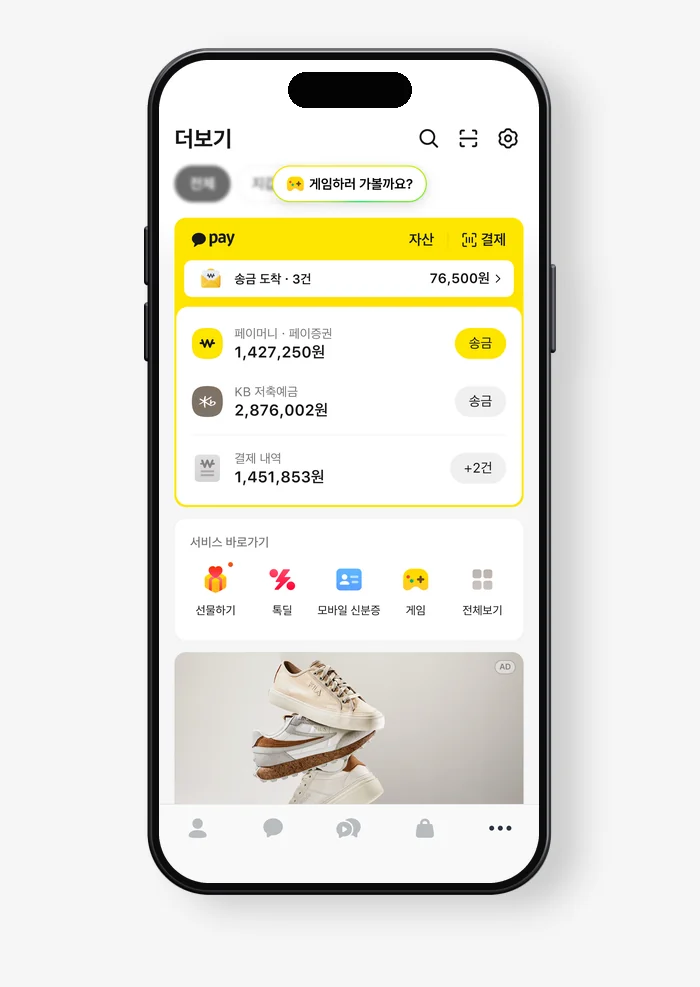 더보기
전체
게임하러 가볼까요?
pay 자산 결제
송금 도착 · 3건 76,500원
페이머니 · 페이증권
1,427,250원 송금
KB 저축예금
2,876,002원 송금
결제 내역
1,451,853원 +2건
서비스 바로가기
선물하기 톡딜 모바일 신분증 게임 전체보기
AD
FILA